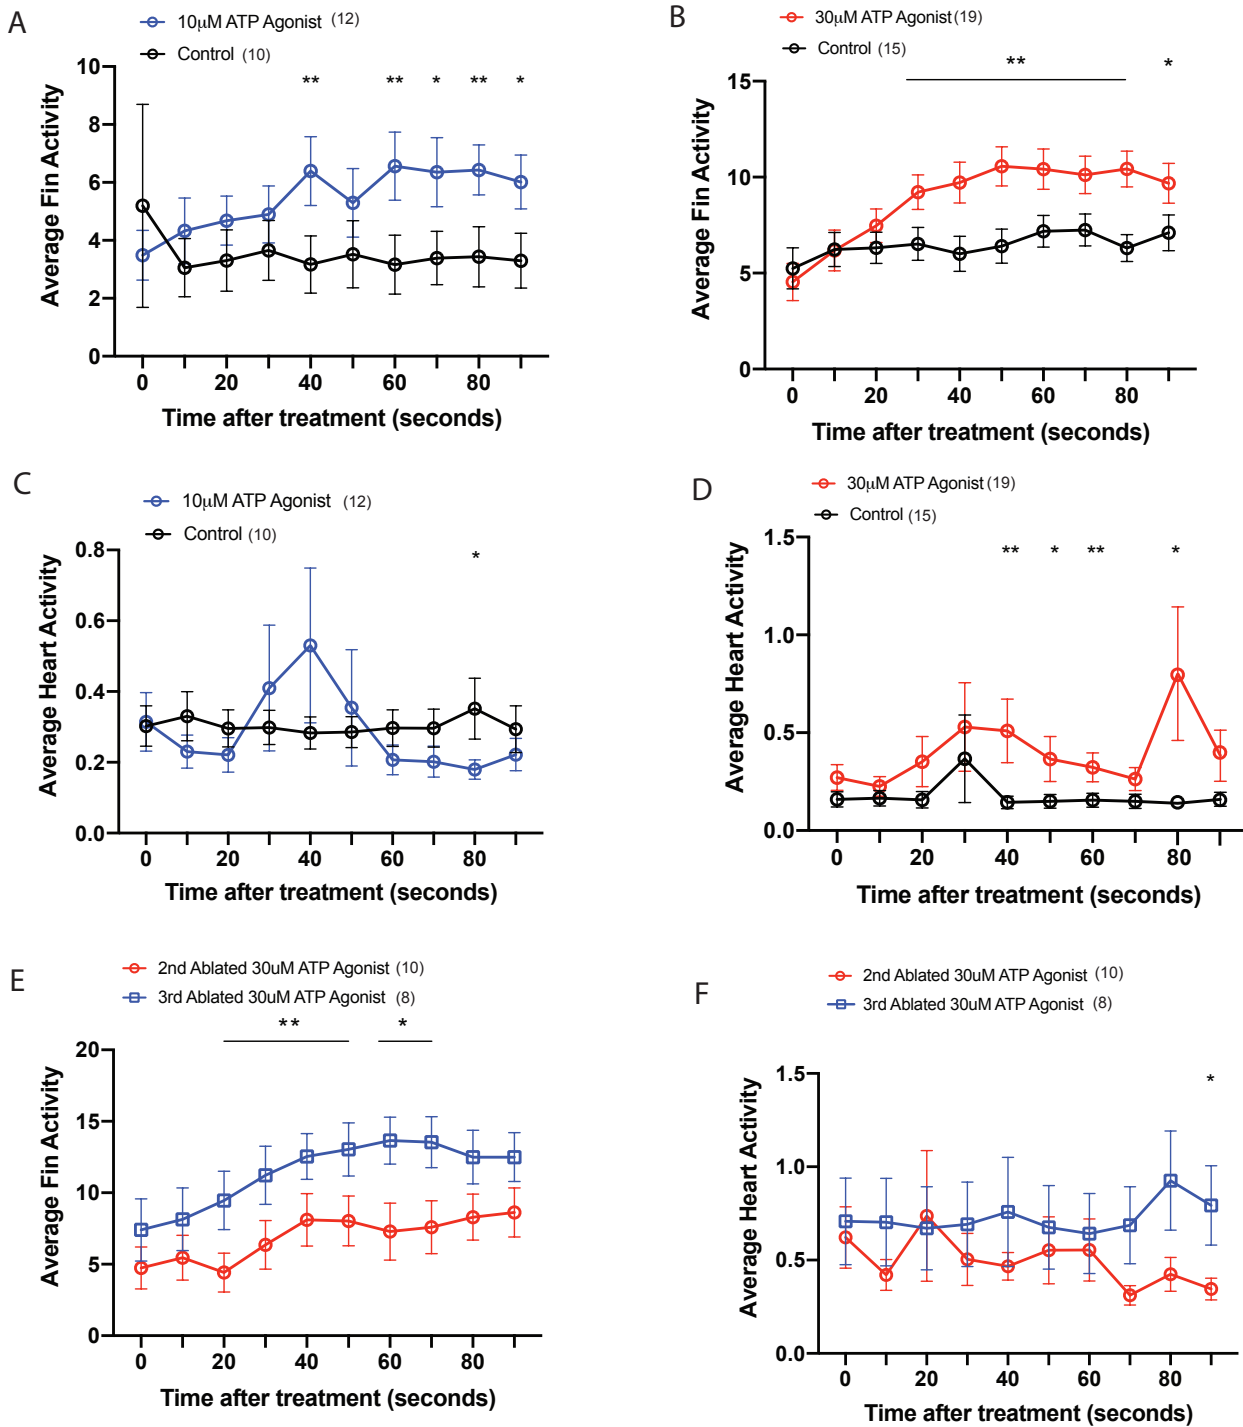 A
10μM ATP Agonist (12)
Control (10)
10
8
6
4
2
0
** ** * ** *
Average Fin Activity
0 20 40 60 80
Time after treatment (seconds)
B
30μM ATP Agonist (19)
Control (15)
15
10
5
0
** *
Average Fin Activity
0 20 40 60 80
Time after treatment (seconds)
C
10μM ATP Agonist (12)
Control (10)
0.8
0.6
0.4
0.2
0.0
*
Average Heart Activity
0 20 40 60 80
Time after treatment (seconds)
D
30μM ATP Agonist (19)
Control (15)
1.5
1.0
0.5
0.0
** * ** *
Average Heart Activity
0 20 40 60 80
Time after treatment (seconds)
E
2nd Ablated 30uM ATP Agonist (10)
3rd Ablated 30uM ATP Agonist (8)
20
15
10
5
0
** *
Average Fin Activity
0 20 40 60 80
Time after treatment (seconds)
F
2nd Ablated 30uM ATP Agonist (10)
3rd Ablated 30uM ATP Agonist (8)
1.5
1.0
0.5
0.0
*
Average Heart Activity
0 20 40 60 80
Time after treatment (seconds)